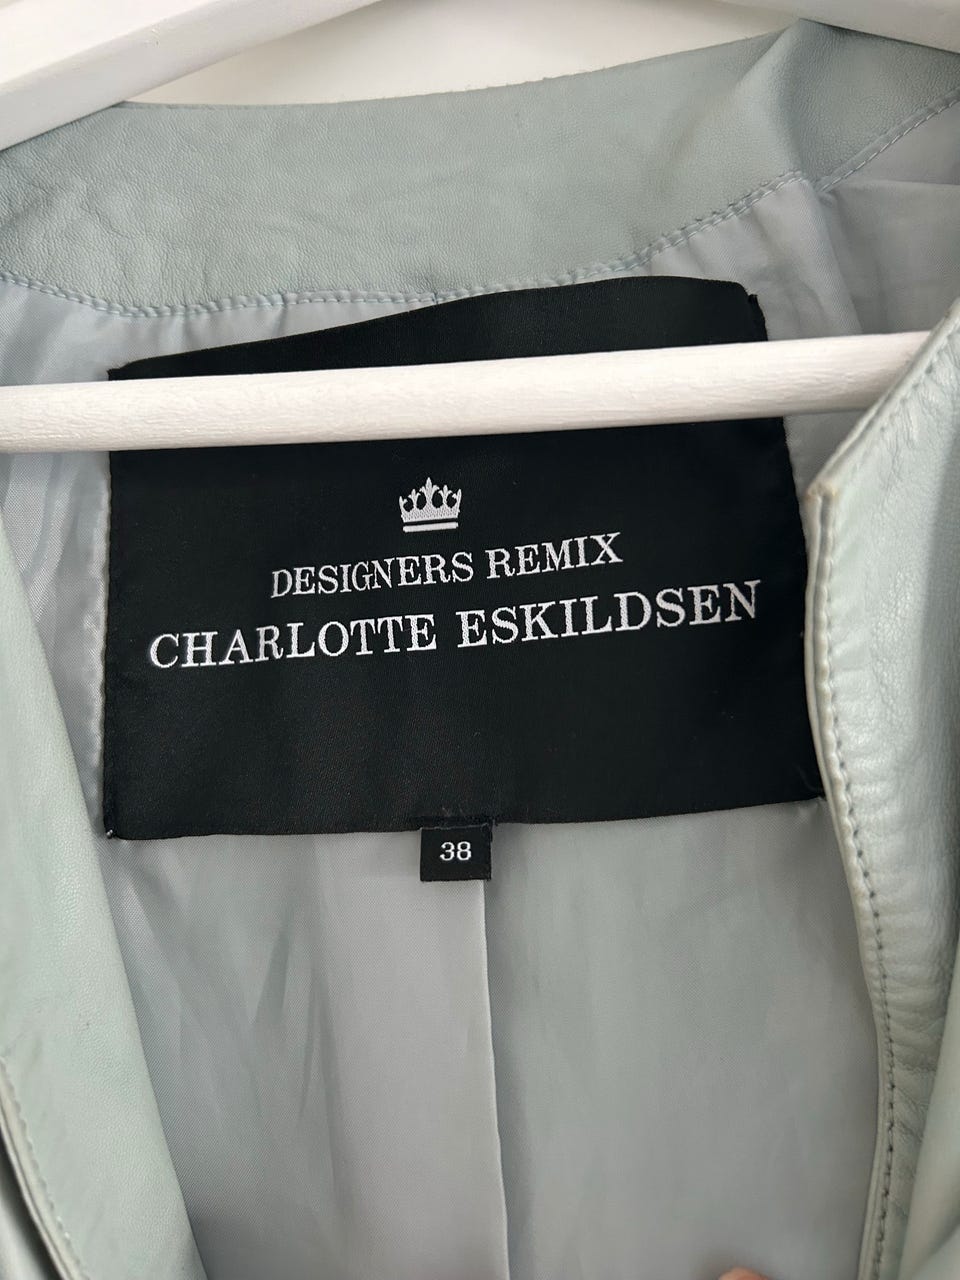 DESIGNERS REMIX
CHARLOTTE ESKILDSEN
38